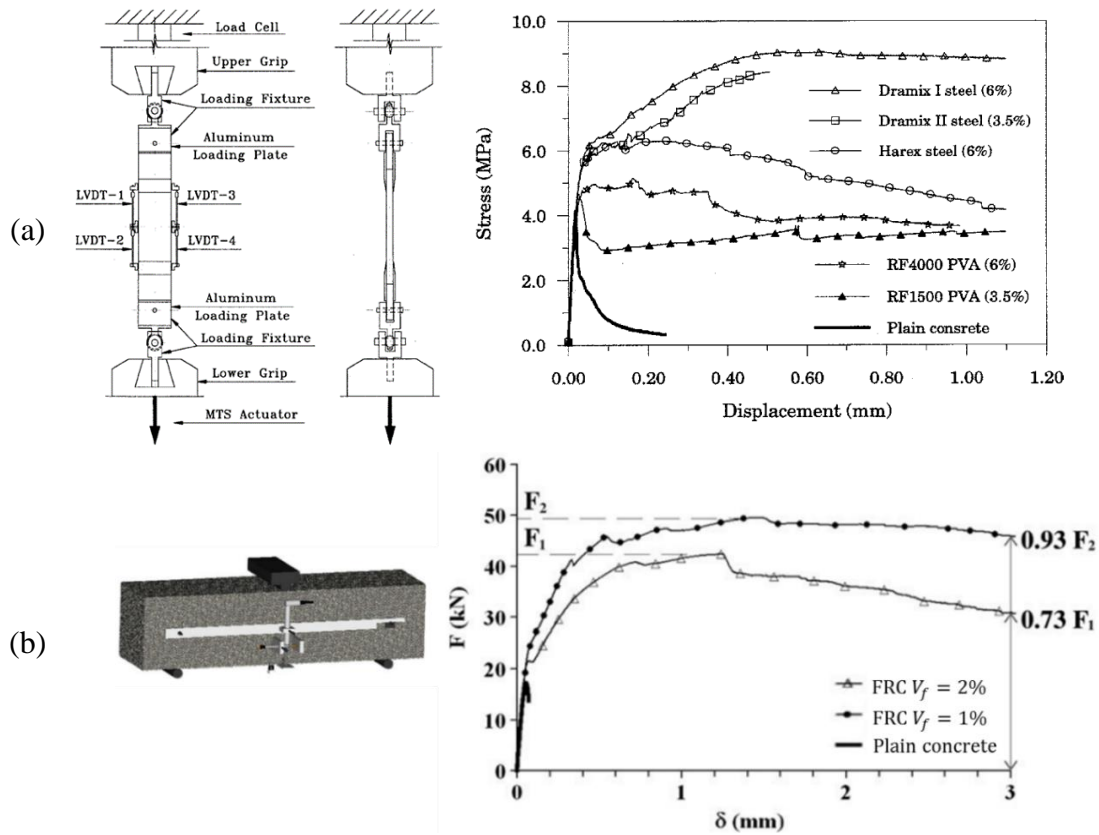 (a)
Load Cell
Upper Grip
Loading Fixture
Aluminum
Loading Plate
LVDT-1
LVDT-3
LVDT-2
LVDT-4
Aluminum
Loading Plate
Loading Fixture
Lower Grip
MTS Actuator
Stress (MPa)
10.0
8.0
6.0
4.0
2.0
0.0
Dramix I steel (6%)
Dramix II steel (3.5%)
Harex steel (6%)
RF4000 PVA (6%)
RF1500 PVA (3.5%)
Plain consrete
0.00 0.20 0.40 0.60 0.80 1.00 1.20
Displacement (mm)
(b)
F (kN)
60
50
40
30
20
10
0
F₂
F₁
0.93 F₂
0.73 F₁
FRC V_f = 2%
FRC V_f = 1%
Plain concrete
0 1 2 3
δ (mm)